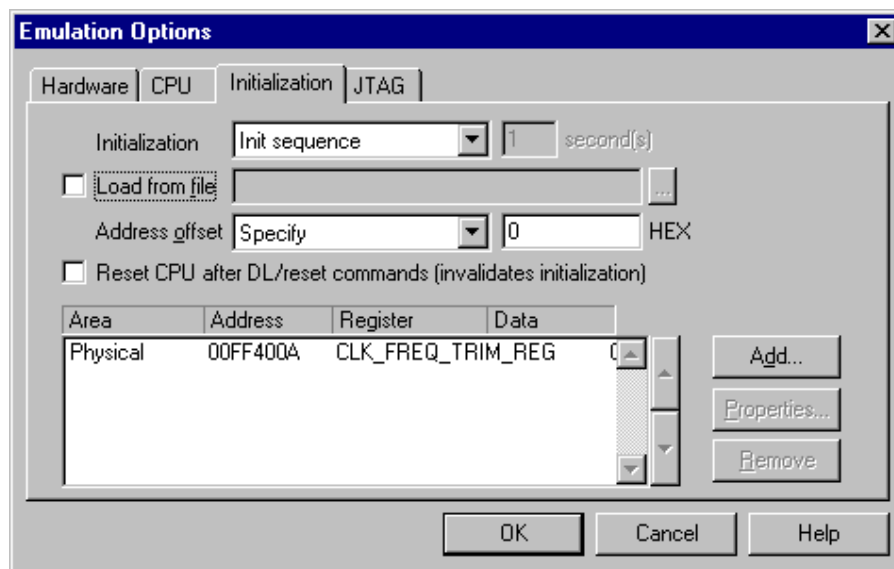 Emulation Options
Hardware CPU Initialization JTAG
Initialization Init sequence 1 second(s)
Load from file ...
Address offset Specify 0 HEX
Reset CPU after DL/reset commands (invalidates initialization)
Area Address Register Data
Physical 00FF400A CLK_FREQ_TRIM_REG
Add...
Properties...
Remove
OK Cancel Help